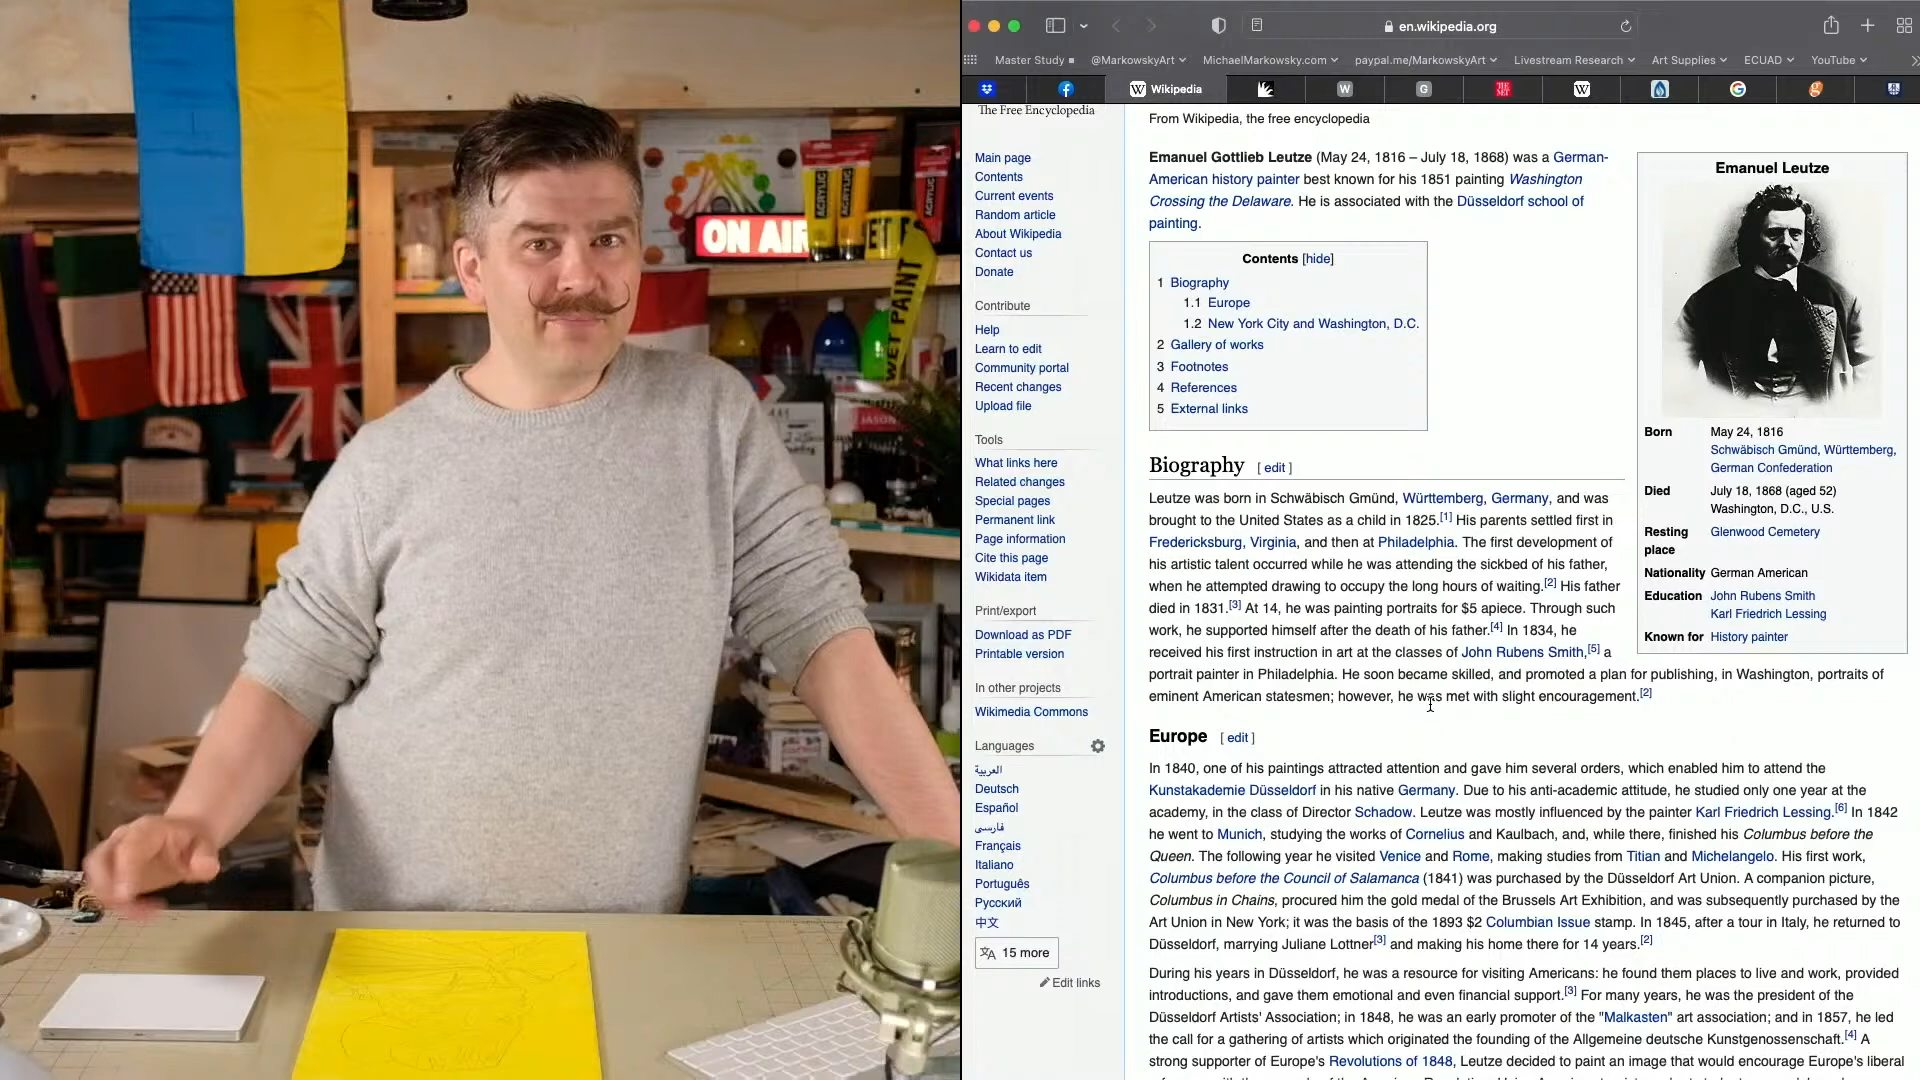 ON AIR
ACRYLIC
ACRYLIC
WET PAINT
JASON
en.wikipedia.org
Master Study
@MarkowskyArt
MichaelMarkowsky.com
paypal.me/MarkowskyArt
Livestream Research
Art Supplies
ECUAD
YouTube
Wikipedia
The Free Encyclopedia
Main page
Contents
Current events
Random article
About Wikipedia
Contact us
Donate
Contribute
Help
Learn to edit
Community portal
Recent changes
Upload file
Tools
What links here
Related changes
Special pages
Permanent link
Page information
Cite this page
Wikidata item
Print/export
Download as PDF
Printable version
In other projects
Wikimedia Commons
Languages
العربية
Deutsch
Español
فارسی
Français
Italiano
Português
Русский
中文
15 more
Edit links
From Wikipedia, the free encyclopedia
Emanuel Gottlieb Leutze (May 24, 1816 – July 18, 1868) was a German-
American history painter best known for his 1851 painting Washington
Crossing the Delaware. He is associated with the Düsseldorf school of
painting.
Contents [hide]
1 Biography
1.1 Europe
1.2 New York City and Washington, D.C.
2 Gallery of works
3 Footnotes
4 References
5 External links
Emanuel Leutze
Born May 24, 1816
Schwäbisch Gmünd, Württemberg,
German Confederation
Died July 18, 1868 (aged 52)
Washington, D.C., U.S.
Resting place Glenwood Cemetery
Nationality German American
Education John Rubens Smith
Karl Friedrich Lessing
Known for History painter
Biography [ edit ]
Leutze was born in Schwäbisch Gmünd, Württemberg, Germany, and was
brought to the United States as a child in 1825.[1] His parents settled first in
Fredericksburg, Virginia, and then at Philadelphia. The first development of
his artistic talent occurred while he was attending the sickbed of his father,
when he attempted drawing to occupy the long hours of waiting.[2] His father
died in 1831.[3] At 14, he was painting portraits for $5 apiece. Through such
work, he supported himself after the death of his father.[4] In 1834, he
received his first instruction in art at the classes of John Rubens Smith,[5] a
portrait painter in Philadelphia. He soon became skilled, and promoted a plan for publishing, in Washington, portraits of
eminent American statesmen; however, he was met with slight encouragement.[2]
Europe [ edit ]
In 1840, one of his paintings attracted attention and gave him several orders, which enabled him to attend the
Kunstakademie Düsseldorf in his native Germany. Due to his anti-academic attitude, he studied only one year at the
academy, in the class of Director Schadow. Leutze was mostly influenced by the painter Karl Friedrich Lessing.[6] In 1842
he went to Munich, studying the works of Cornelius and Kaulbach, and, while there, finished his Columbus before the
Queen. The following year he visited Venice and Rome, making studies from Titian and Michelangelo. His first work,
Columbus before the Council of Salamanca (1841) was purchased by the Düsseldorf Art Union. A companion picture,
Columbus in Chains, procured him the gold medal of the Brussels Art Exhibition, and was subsequently purchased by the
Art Union in New York; it was the basis of the 1893 $2 Columbian Issue stamp. In 1845, after a tour in Italy, he returned to
Düsseldorf, marrying Juliane Lottner[3] and making his home there for 14 years.[2]
During his years in Düsseldorf, he was a resource for visiting Americans: he found them places to live and work, provided
introductions, and gave them emotional and even financial support.[3] For many years, he was the president of the
Düsseldorf Artists' Association; in 1848, he was an early promoter of the "Malkasten" art association; and in 1857, he led
the call for a gathering of artists which originated the founding of the Allgemeine deutsche Kunstgenossenschaft.[4] A
strong supporter of Europe's Revolutions of 1848, Leutze decided to paint an image that would encourage Europe's liberal